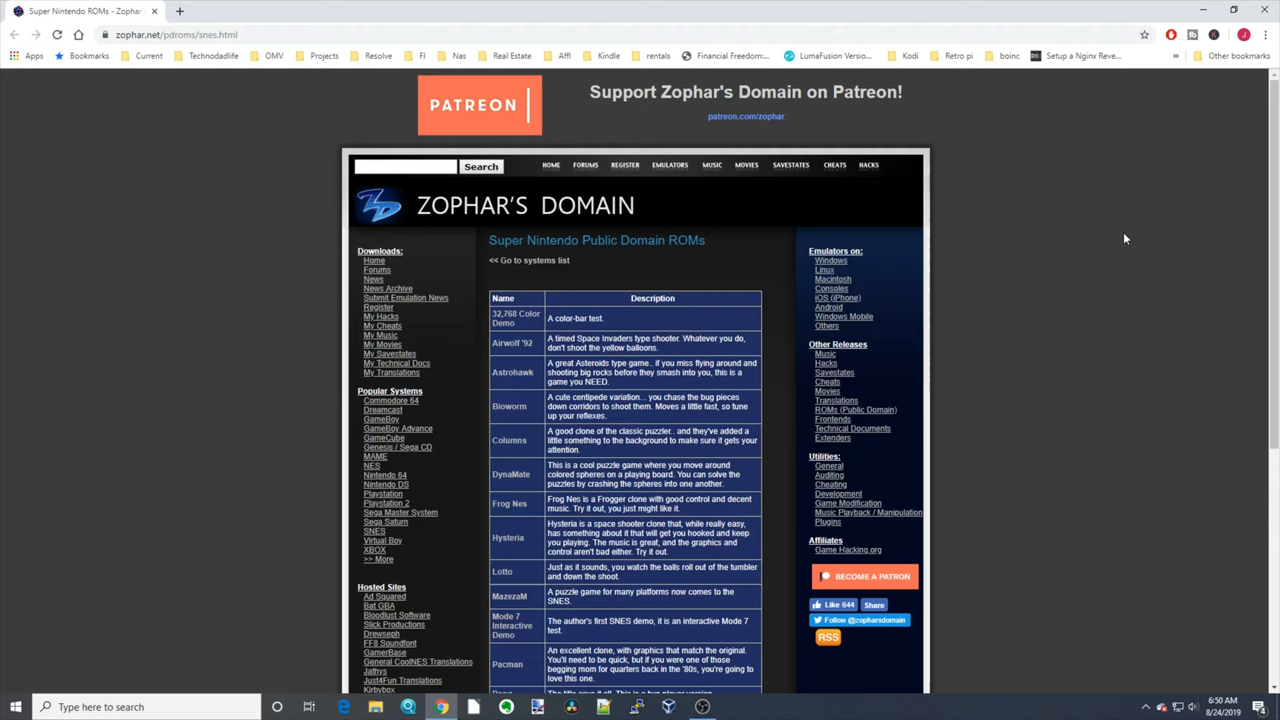 Super Nintendo ROMs - Zophar's
zophar.net/pdroms/snes.html
Apps Bookmarks Current Technodadlife OMV Projects Resolve FI Nas Real Estate Affl Kindle rentals Financial Freedom:... LumaFusion Versio... Kodi Retro pi boinc Setup a Nginx Reve... » Other bookmarks
PATREON
Support Zophar's Domain on Patreon!
patreon.com/zophar
Search
HOME FORUMS REGISTER EMULATORS MUSIC MOVIES SAVESTATES CHEATS HACKS
ZD ZOPHAR'S DOMAIN
Downloads:
Home
Forums
News
News Archive
Submit Emulation News
Register
My Hacks
My Cheats
My Music
My Movies
My Savestates
My Technical Docs
My Translations
Popular Systems
Commodore 64
Dreamcast
GameBoy
GameBoy Advance
GameCube
Genesis / Sega CD
MAME
NES
Nintendo 64
Nintendo DS
Playstation
Playstation 2
Sega Master System
Sega Saturn
SNES
Virtual Boy
XBOX
>> More
Hosted Sites
Ad Squared
Bat GBA
Bloodlust Software
Slick Productions
Drewseph
FF8 Soundfont
GamerBase
General CoolNES Translations
Jathys
Just4Fun Translations
Kirbybox
Super Nintendo Public Domain ROMs
<< Go to systems list
Name Description
32,768 Color
Demo
A color-bar test.
Airwolf '92
A timed Space Invaders type shooter. Whatever you do,
don't shoot the yellow balloons.
Astrohawk
A great Asteroids type game.. if you miss flying around and
shooting big rocks before they smash into you, this is a
game you NEED.
Bioworm
A cute centipede variation... you chase the bug pieces
down corridors to shoot them. Moves a little fast, so tune
up your reflexes.
Columns
A good clone of the classic puzzler.. and they've added a
little something to the background to make sure it gets your
attention.
DynaMate
This is a cool puzzle game where you move around
colored spheres on a playing board. You can solve the
puzzles by crashing the spheres into one another.
Frog Nes
Frog Nes is a Frogger clone with good control and decent
music. Try it out, you just might like it.
Hysteria
Hysteria is a space shooter clone that, while really easy,
has something about it that will get you hooked and keep
you playing. The music is great, and the graphics and
control aren't bad either. Try it out.
Lotto
Just as it sounds, you watch the balls roll out of the tumbler
and down the shoot.
MazezaM
A puzzle game for many platforms now comes to the
SNES.
Mode 7
Interactive
Demo
The author's first SNES demo, it is an interactive Mode 7
test.
Pacman
An excellent clone, with graphics that match the original.
You'll need to be quick, but if you were one of those
begging mom for quarters back in the '80s, you're going to
love this one.
Emulators on:
Windows
Linux
Macintosh
Consoles
iOS (iPhone)
Android
Windows Mobile
Others
Other Releases
Music
Hacks
Savestates
Cheats
Movies
Translations
ROMs (Public Domain)
Frontends
Technical Documents
Extenders
Utilities:
General
Auditing
Cheating
Development
Game Modification
Music Playback / Manipulation
Plugins
Affiliates
Game Hacking.org
BECOME A PATRON
Like 644 Share
Follow @zophardomain
RSS
Type here to search
6:50 AM
8/24/2019